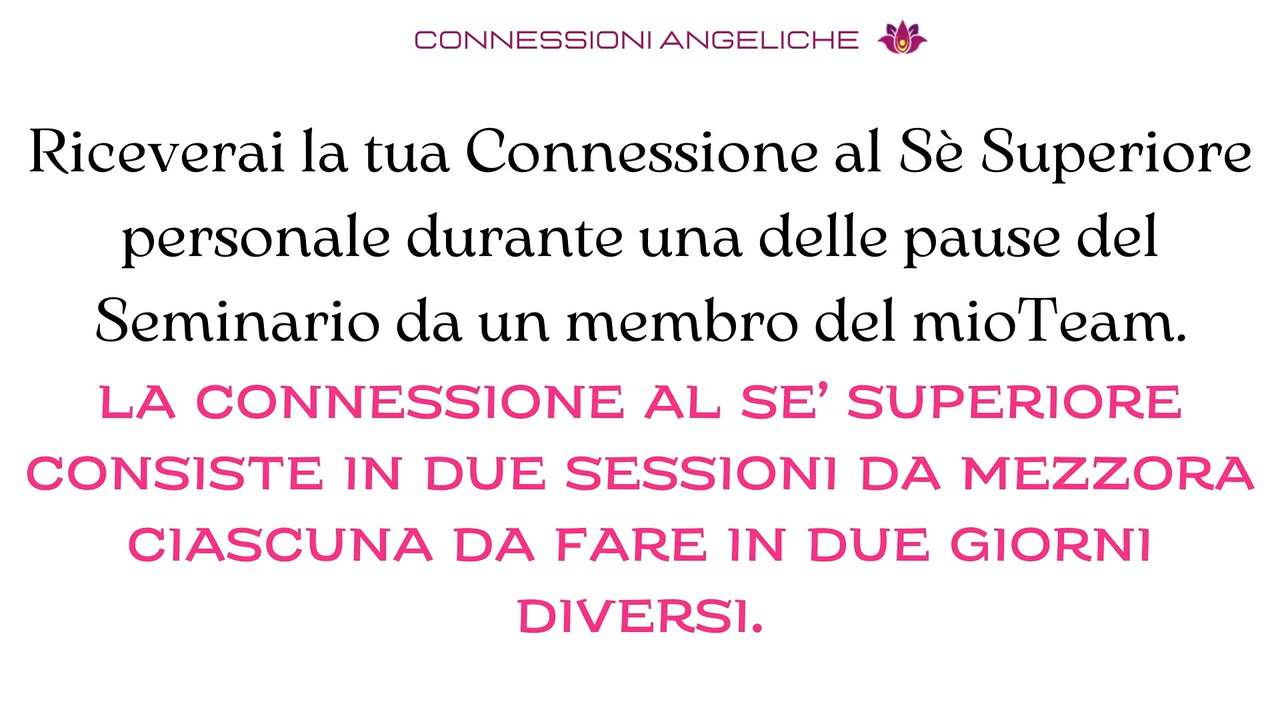 CONNESSIONI ANGELICHE
Riceverai la tua Connessione al Sè Superiore
personale durante una delle pause del
Seminario da un membro del mioTeam.
LA CONNESSIONE AL SE’ SUPERIORE
CONSISTE IN DUE SESSIONI DA MEZZORA
CIASCUNA DA FARE IN DUE GIORNI
DIVERSI.